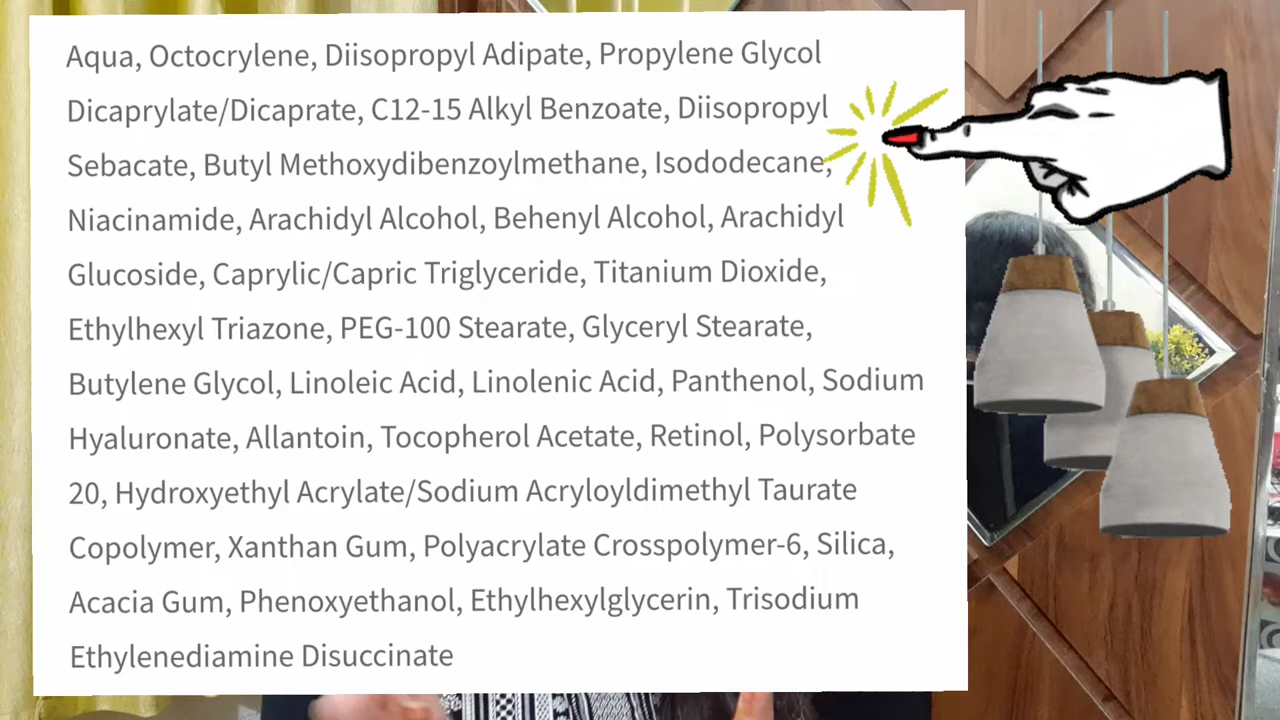 Aqua, Octocrylene, Diisopropyl Adipate, Propylene Glycol
Dicaprylate/Dicaprate, C12-15 Alkyl Benzoate, Diisopropyl
Sebacate, Butyl Methoxydibenzoylmethane, Isododecane,
Niacinamide, Arachidyl Alcohol, Behenyl Alcohol, Arachidyl
Glucoside, Caprylic/Capric Triglyceride, Titanium Dioxide,
Ethylhexyl Triazone, PEG-100 Stearate, Glyceryl Stearate,
Butylene Glycol, Linoleic Acid, Linolenic Acid, Panthenol, Sodium
Hyaluronate, Allantoin, Tocopherol Acetate, Retinol, Polysorbate
20, Hydroxyethyl Acrylate/Sodium Acryloyldimethyl Taurate
Copolymer, Xanthan Gum, Polyacrylate Crosspolymer-6, Silica,
Acacia Gum, Phenoxyethanol, Ethylhexylglycerin, Trisodium
Ethylenediamine Disuccinate